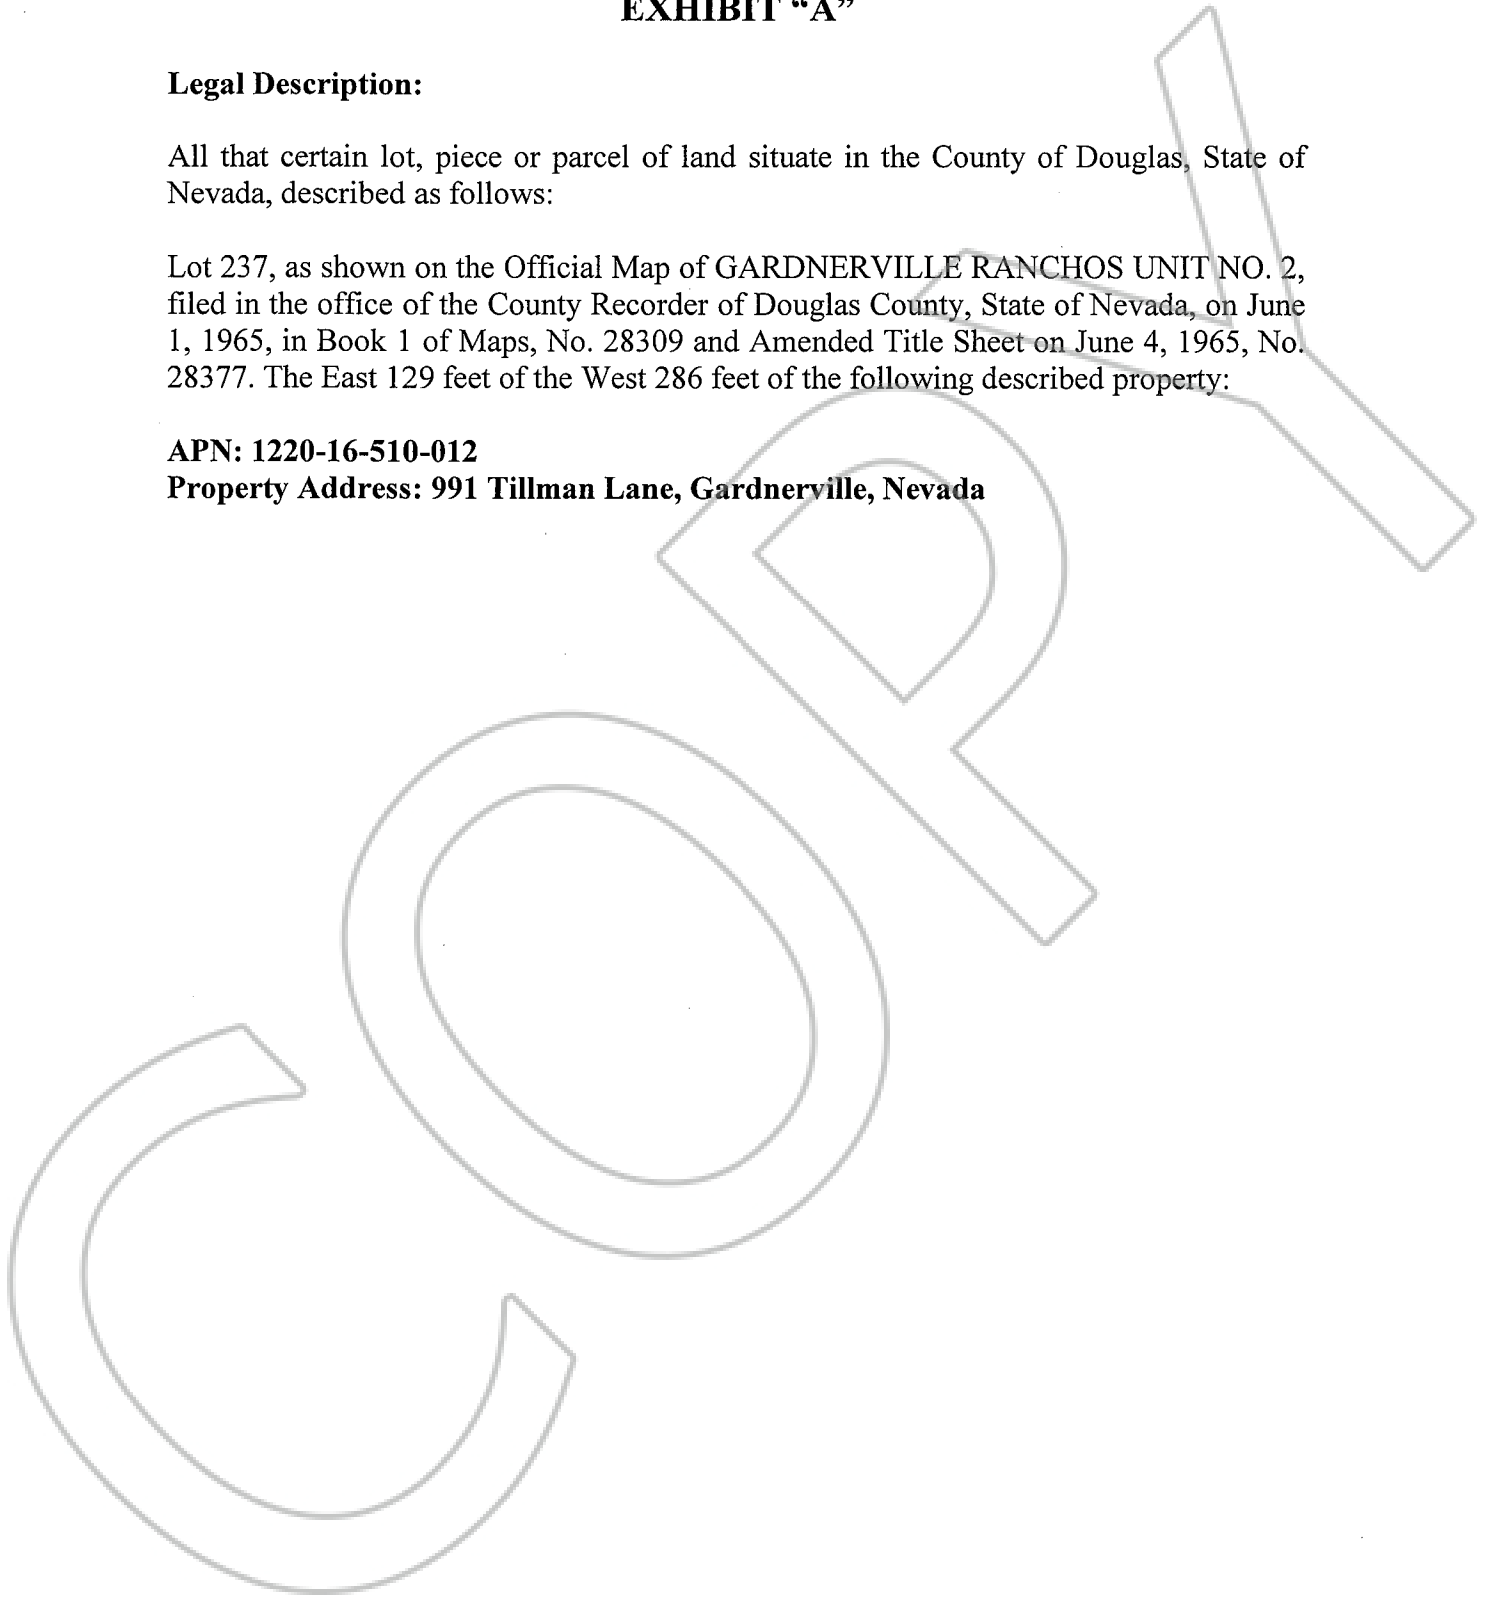 EXHIBIT “A”
Legal Description:
All that certain lot, piece or parcel of land situate in the County of Douglas, State of
Nevada, described as follows:
Lot 237, as shown on the Official Map of GARDNERVILLE RANCHOS UNIT NO. 2,
filed in the office of the County Recorder of Douglas County, State of Nevada, on June
1, 1965, in Book 1 of Maps, No. 28309 and Amended Title Sheet on June 4, 1965, No.
28377. The East 129 feet of the West 286 feet of the following described property:
APN: 1220-16-510-012
Property Address: 991 Tillman Lane, Gardnerville, Nevada
COPY